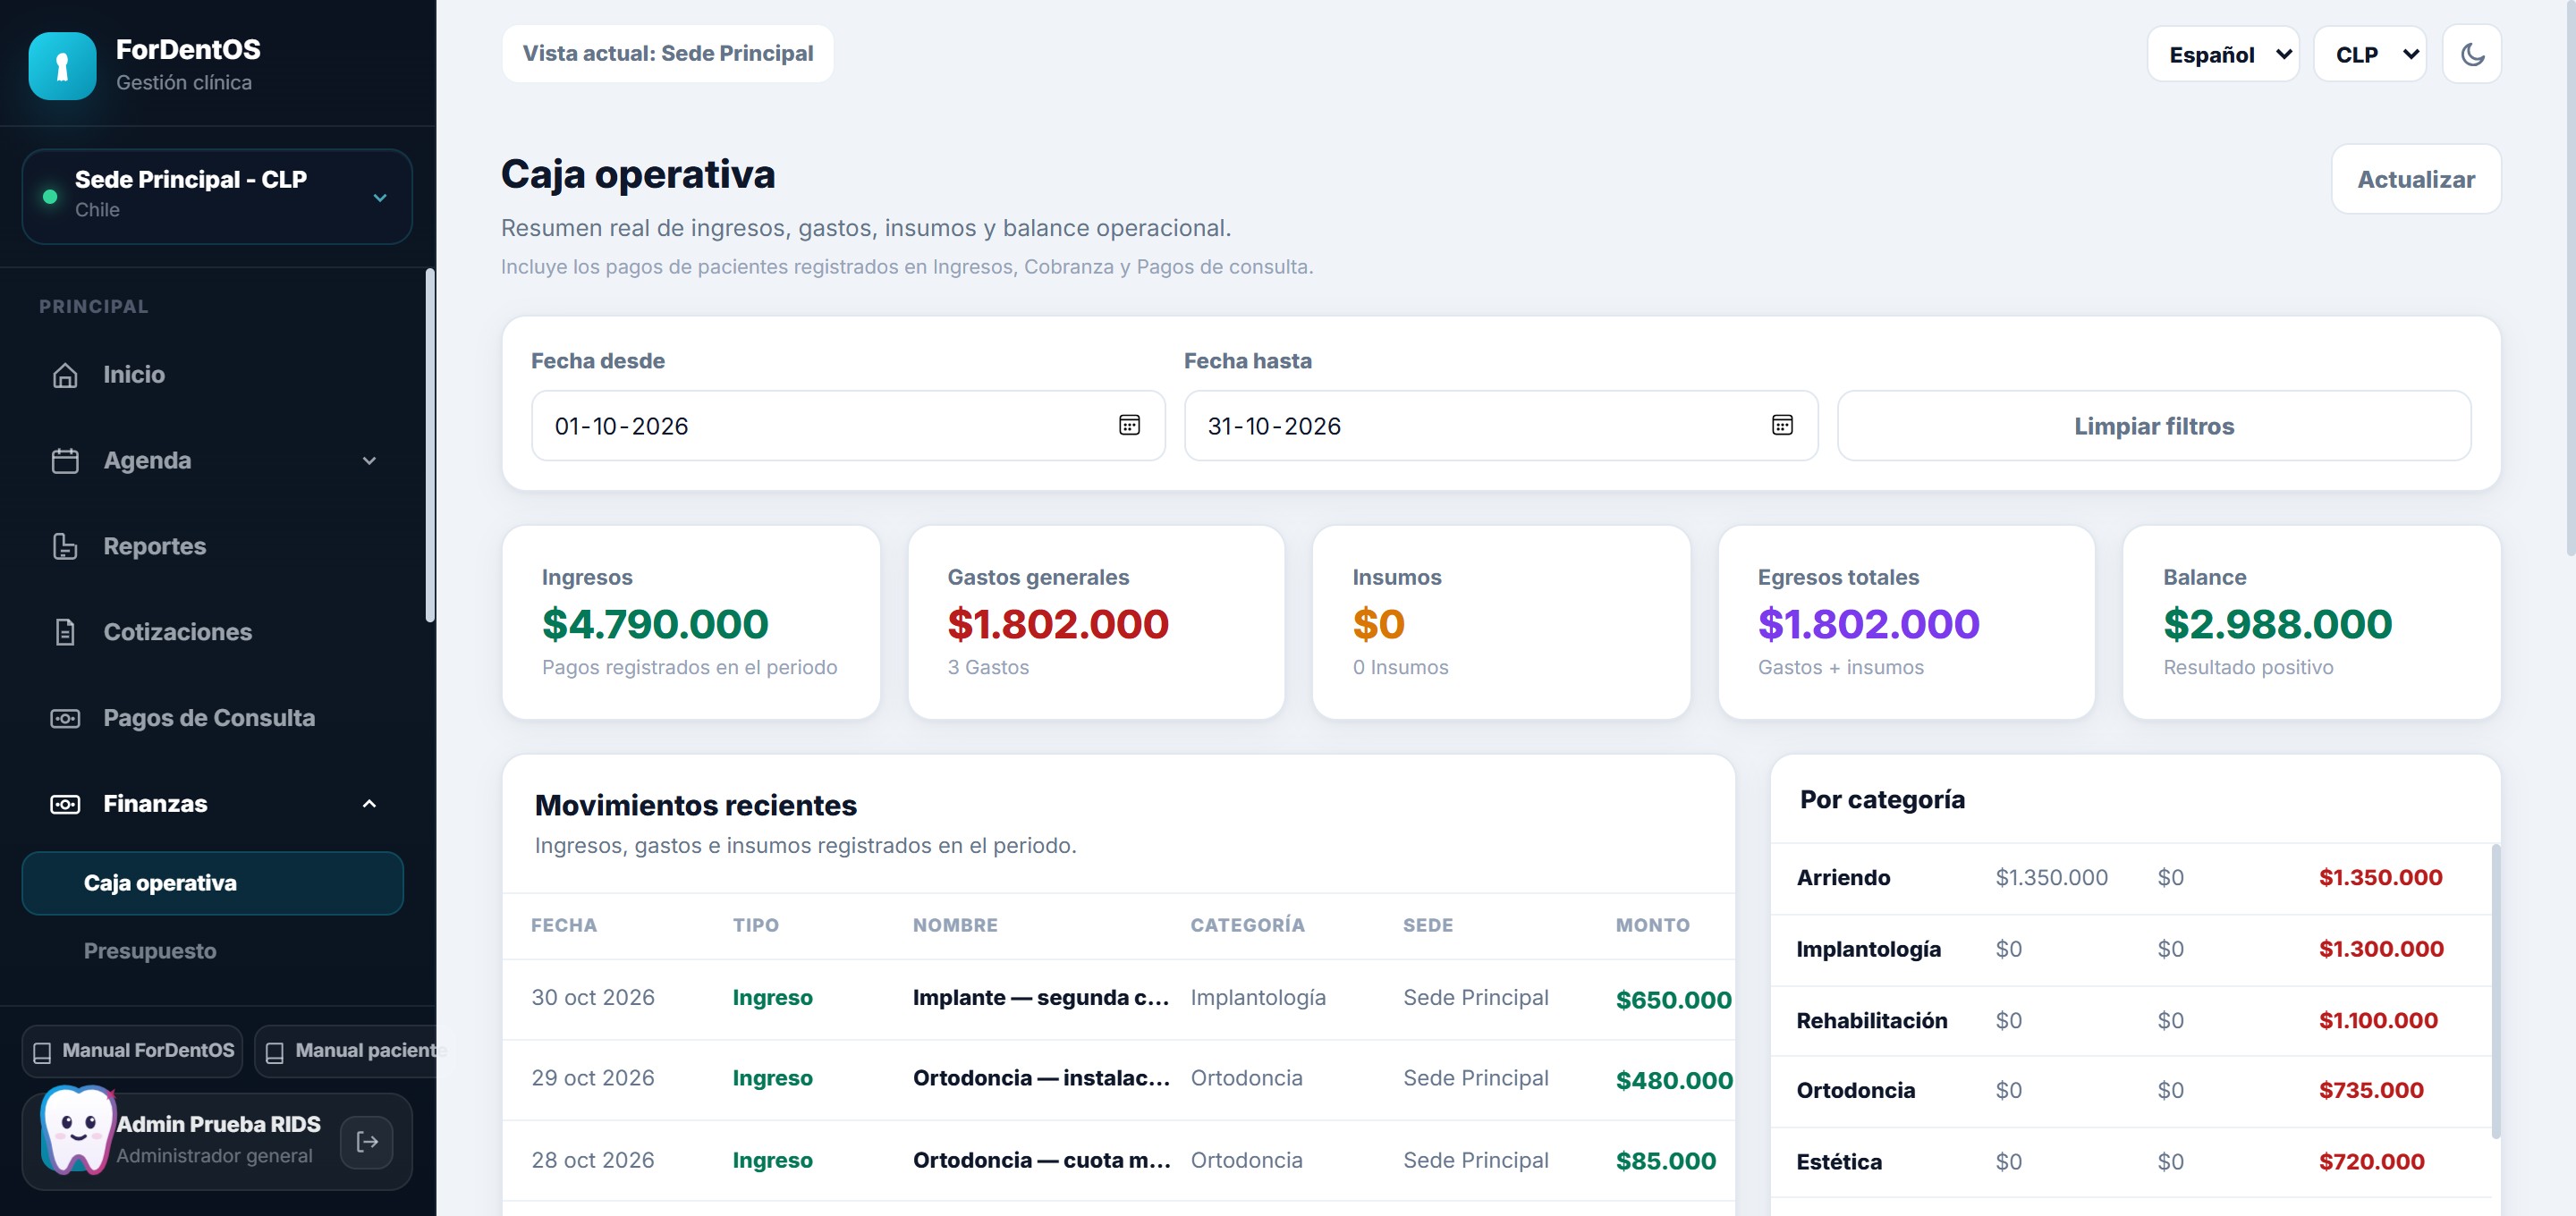 ForDentOS
Gestión clínica
Sede Principal - CLP
Chile
PRINCIPAL
Inicio
Agenda
Reportes
Cotizaciones
Pagos de Consulta
Finanzas
Caja operativa
Presupuesto
Manual ForDentOS
Manual paciente
Admin Prueba RIDS
Administrador general
Vista actual: Sede Principal
Español
CLP
Caja operativa
Actualizar
Resumen real de ingresos, gastos, insumos y balance operacional.
Incluye los pagos de pacientes registrados en Ingresos, Cobranza y Pagos de consulta.
Fecha desde
Fecha hasta
01-10-2026
31-10-2026
Limpiar filtros
Ingresos
$4.790.000
Pagos registrados en el periodo
Gastos generales
$1.802.000
3 Gastos
Insumos
$0
0 Insumos
Egresos totales
$1.802.000
Gastos + insumos
Balance
$2.988.000
Resultado positivo
Movimientos recientes
Ingresos, gastos e insumos registrados en el periodo.
FECHA TIPO NOMBRE CATEGORÍA SEDE MONTO
30 oct 2026 Ingreso Implante — segunda c... Implantología Sede Principal $650.000
29 oct 2026 Ingreso Ortodoncia — instalac... Ortodoncia Sede Principal $480.000
28 oct 2026 Ingreso Ortodoncia — cuota m... Ortodoncia Sede Principal $85.000
Por categoría
Arriendo $1.350.000 $0 $1.350.000
Implantología $0 $0 $1.300.000
Rehabilitación $0 $0 $1.100.000
Ortodoncia $0 $0 $735.000
Estética $0 $0 $720.000